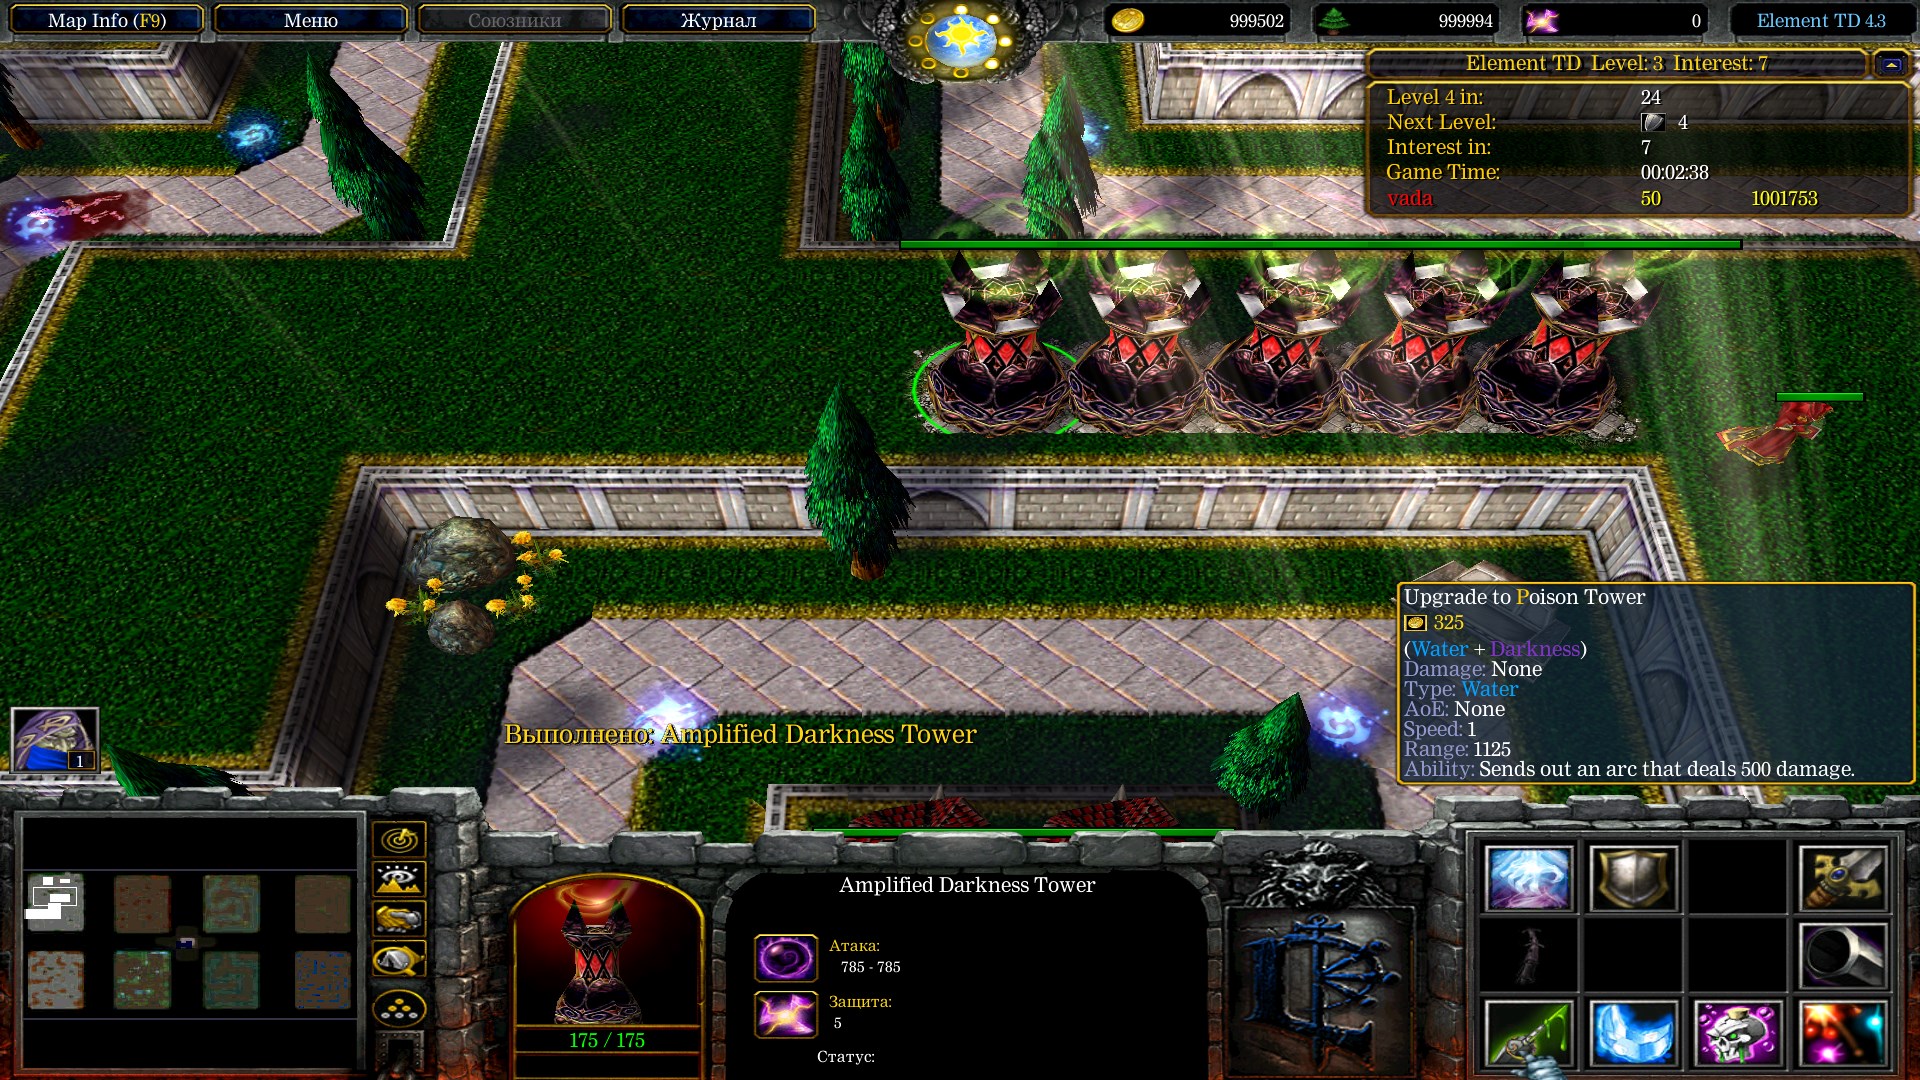 Map Info (F9)
Меню
Союзники
Журнал
999502
999994
0
Element TD 4.3
Element TD Level: 3 Interest: 7
Level 4 in: 24
Next Level: 4
Interest in: 7
Game Time: 00:02:38
vada 50 1001753
Upgrade to Poison Tower
325
(Water + Darkness)
Damage: None
Type: Water
AoE: None
Speed: 1
Range: 1125
Ability: Sends out an arc that deals 500 damage.
Выполнено: Amplified Darkness Tower
1
Amplified Darkness Tower
Атака:
785 - 785
Защита:
5
Статус:
175 / 175